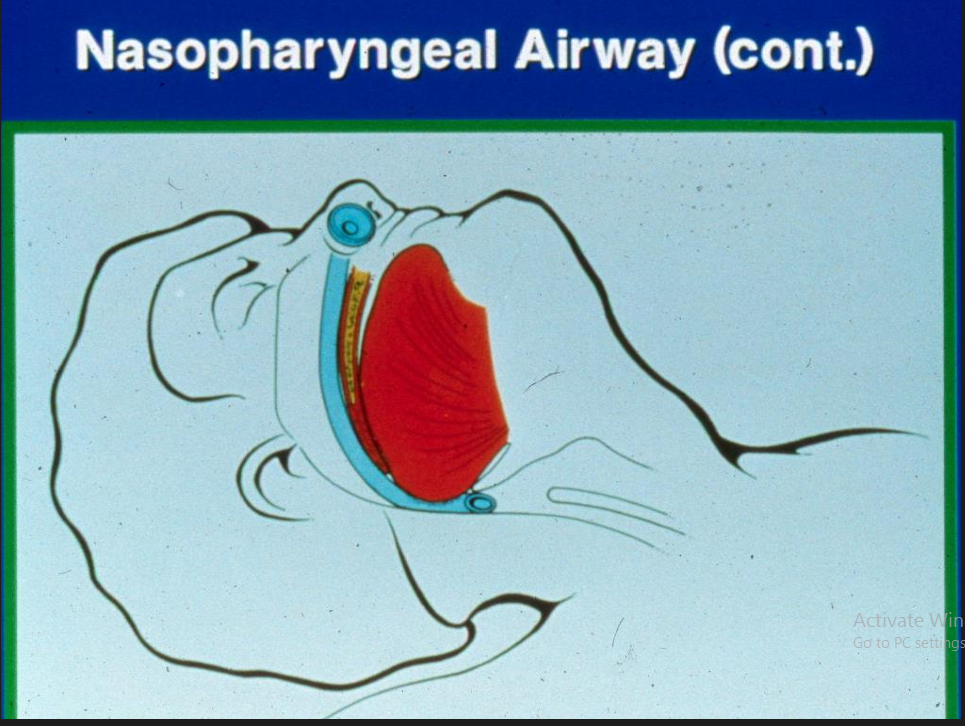 Nasopharyngeal Airway (cont.)
Activate Win
Go to PC settings